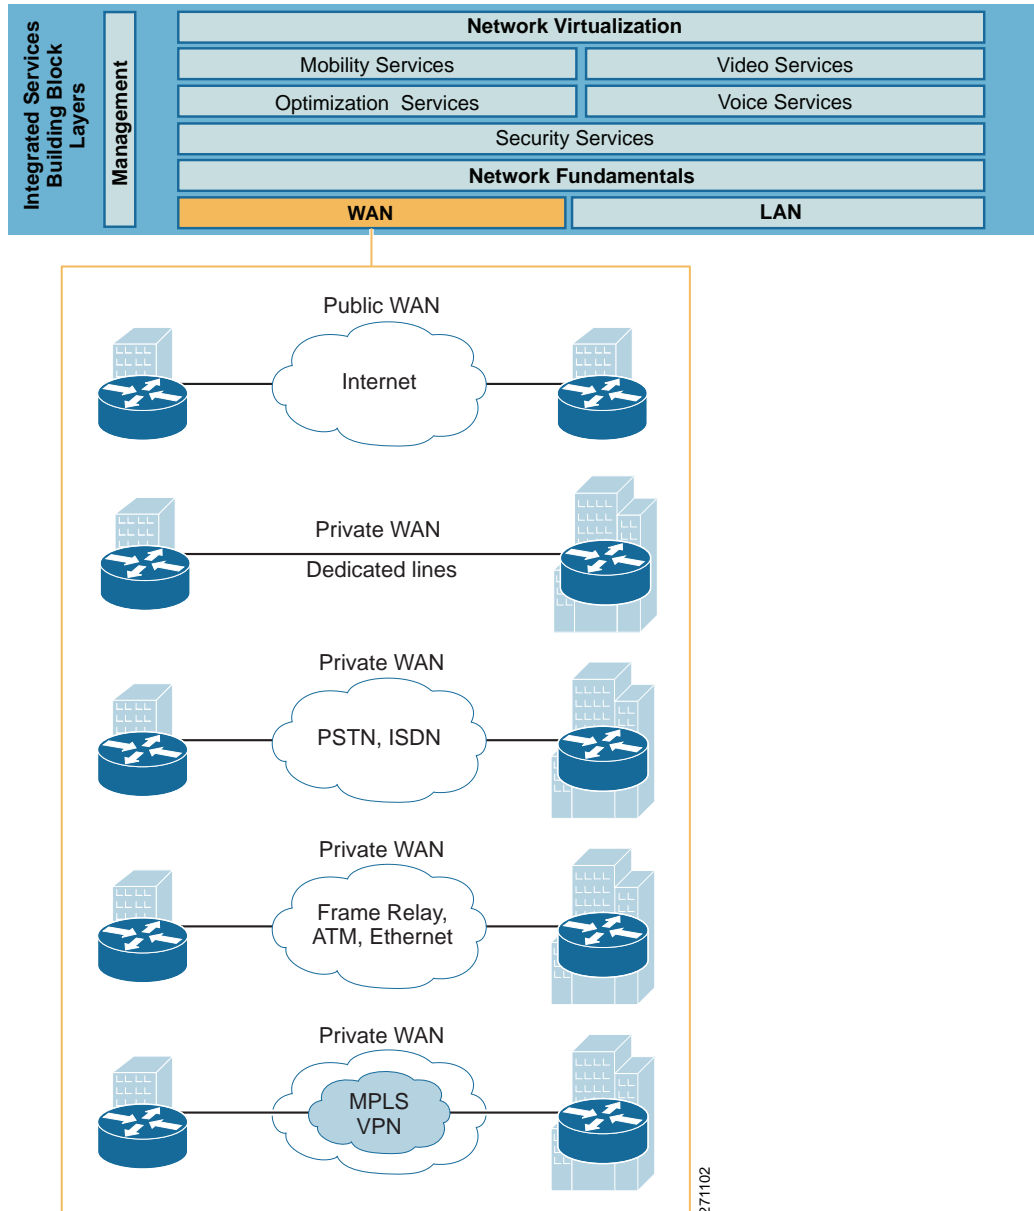 Integrated Services
Building Block
Layers
Management
Network Virtualization
Mobility Services
Video Services
Optimization Services
Voice Services
Security Services
Network Fundamentals
WAN
LAN
Public WAN
Internet
Private WAN
Dedicated lines
Private WAN
PSTN, ISDN
Private WAN
Frame Relay,
ATM, Ethernet
Private WAN
MPLS
VPN
271102